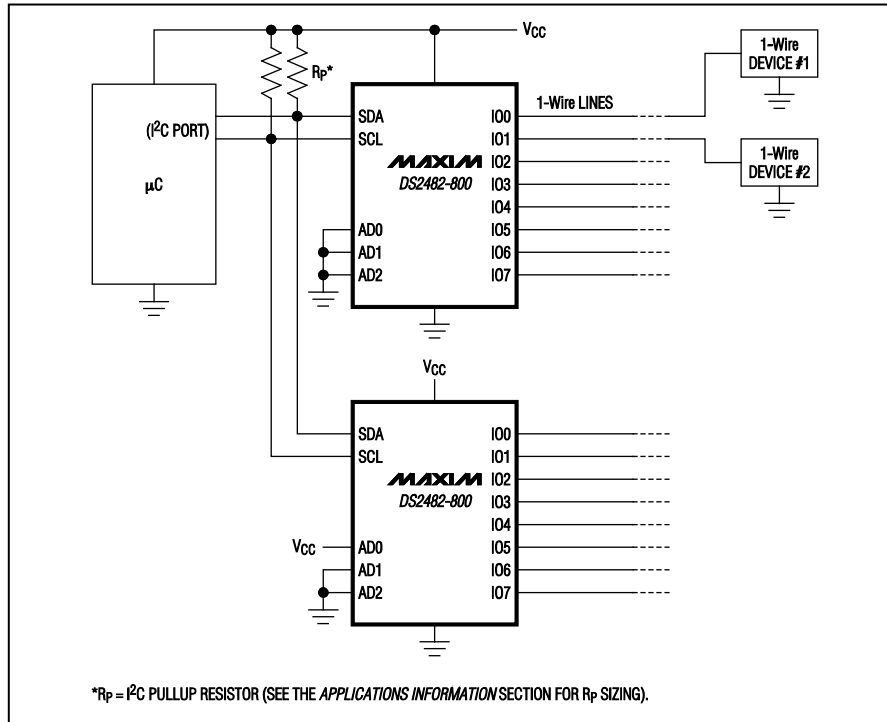 VCC
RP*
(I2C PORT)
μC
SDA
SCL
AD0
AD1
AD2
MAXIM
DS2482-800
IO0
IO1
IO2
IO3
IO4
IO5
IO6
IO7
1-Wire LINES
1-Wire
DEVICE #1
1-Wire
DEVICE #2
VCC
SDA
SCL
VCC
AD0
AD1
AD2
MAXIM
DS2482-800
IO0
IO1
IO2
IO3
IO4
IO5
IO6
IO7
*RP = I2C PULLUP RESISTOR (SEE THE APPLICATIONS INFORMATION SECTION FOR RP SIZING).